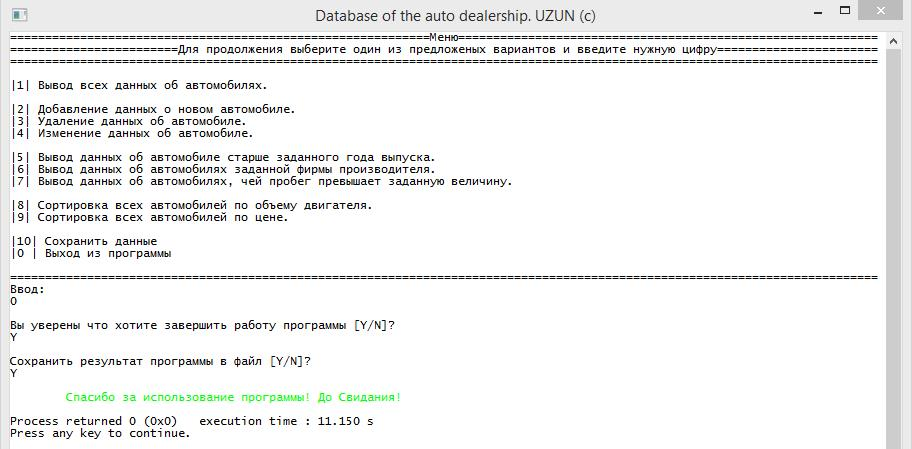 Database of the auto dealership. UZUN (c)
============================================================Меню============================================================
========================Для продолжения выберите один из предложеных вариантов и введите нужную цифру=======================
============================================================================================================================
|1| Вывод всех данных об автомобилях.
|2| Добавление данных о новом автомобиле.
|3| Удаление данных об автомобиле.
|4| Изменение данных об автомобиле.
|5| Вывод данных об автомобиле старше заданного года выпуска.
|6| Вывод данных об автомобилях заданной фирмы производителя.
|7| Вывод данных об автомобилях, чей пробег превышает заданную величину.
|8| Сортировка всех автомобилей по объему двигателя.
|9| Сортировка всех автомобилей по цене.
|10| Сохранить данные
|0 | Выход из программы
============================================================================================================================
Ввод:
0
Вы уверены что хотите завершить работу программы [Y/N]?
Y
Сохранить результат программы в файл [Y/N]?
Y
Спасибо за использование программы! До Свидания!
Process returned 0 (0x0)   execution time : 11.150 s
Press any key to continue.